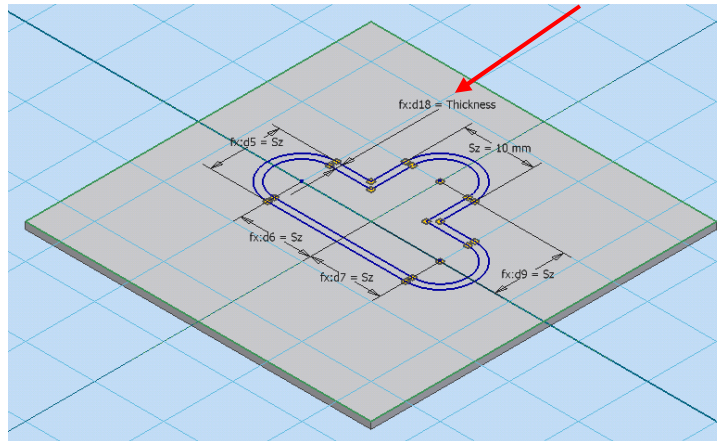 fx:d18 = Thickness
fx:d5 = Sz
Sz = 10 mm
fx:d6 = Sz
fx:d7 = Sz
fx:d9 = Sz